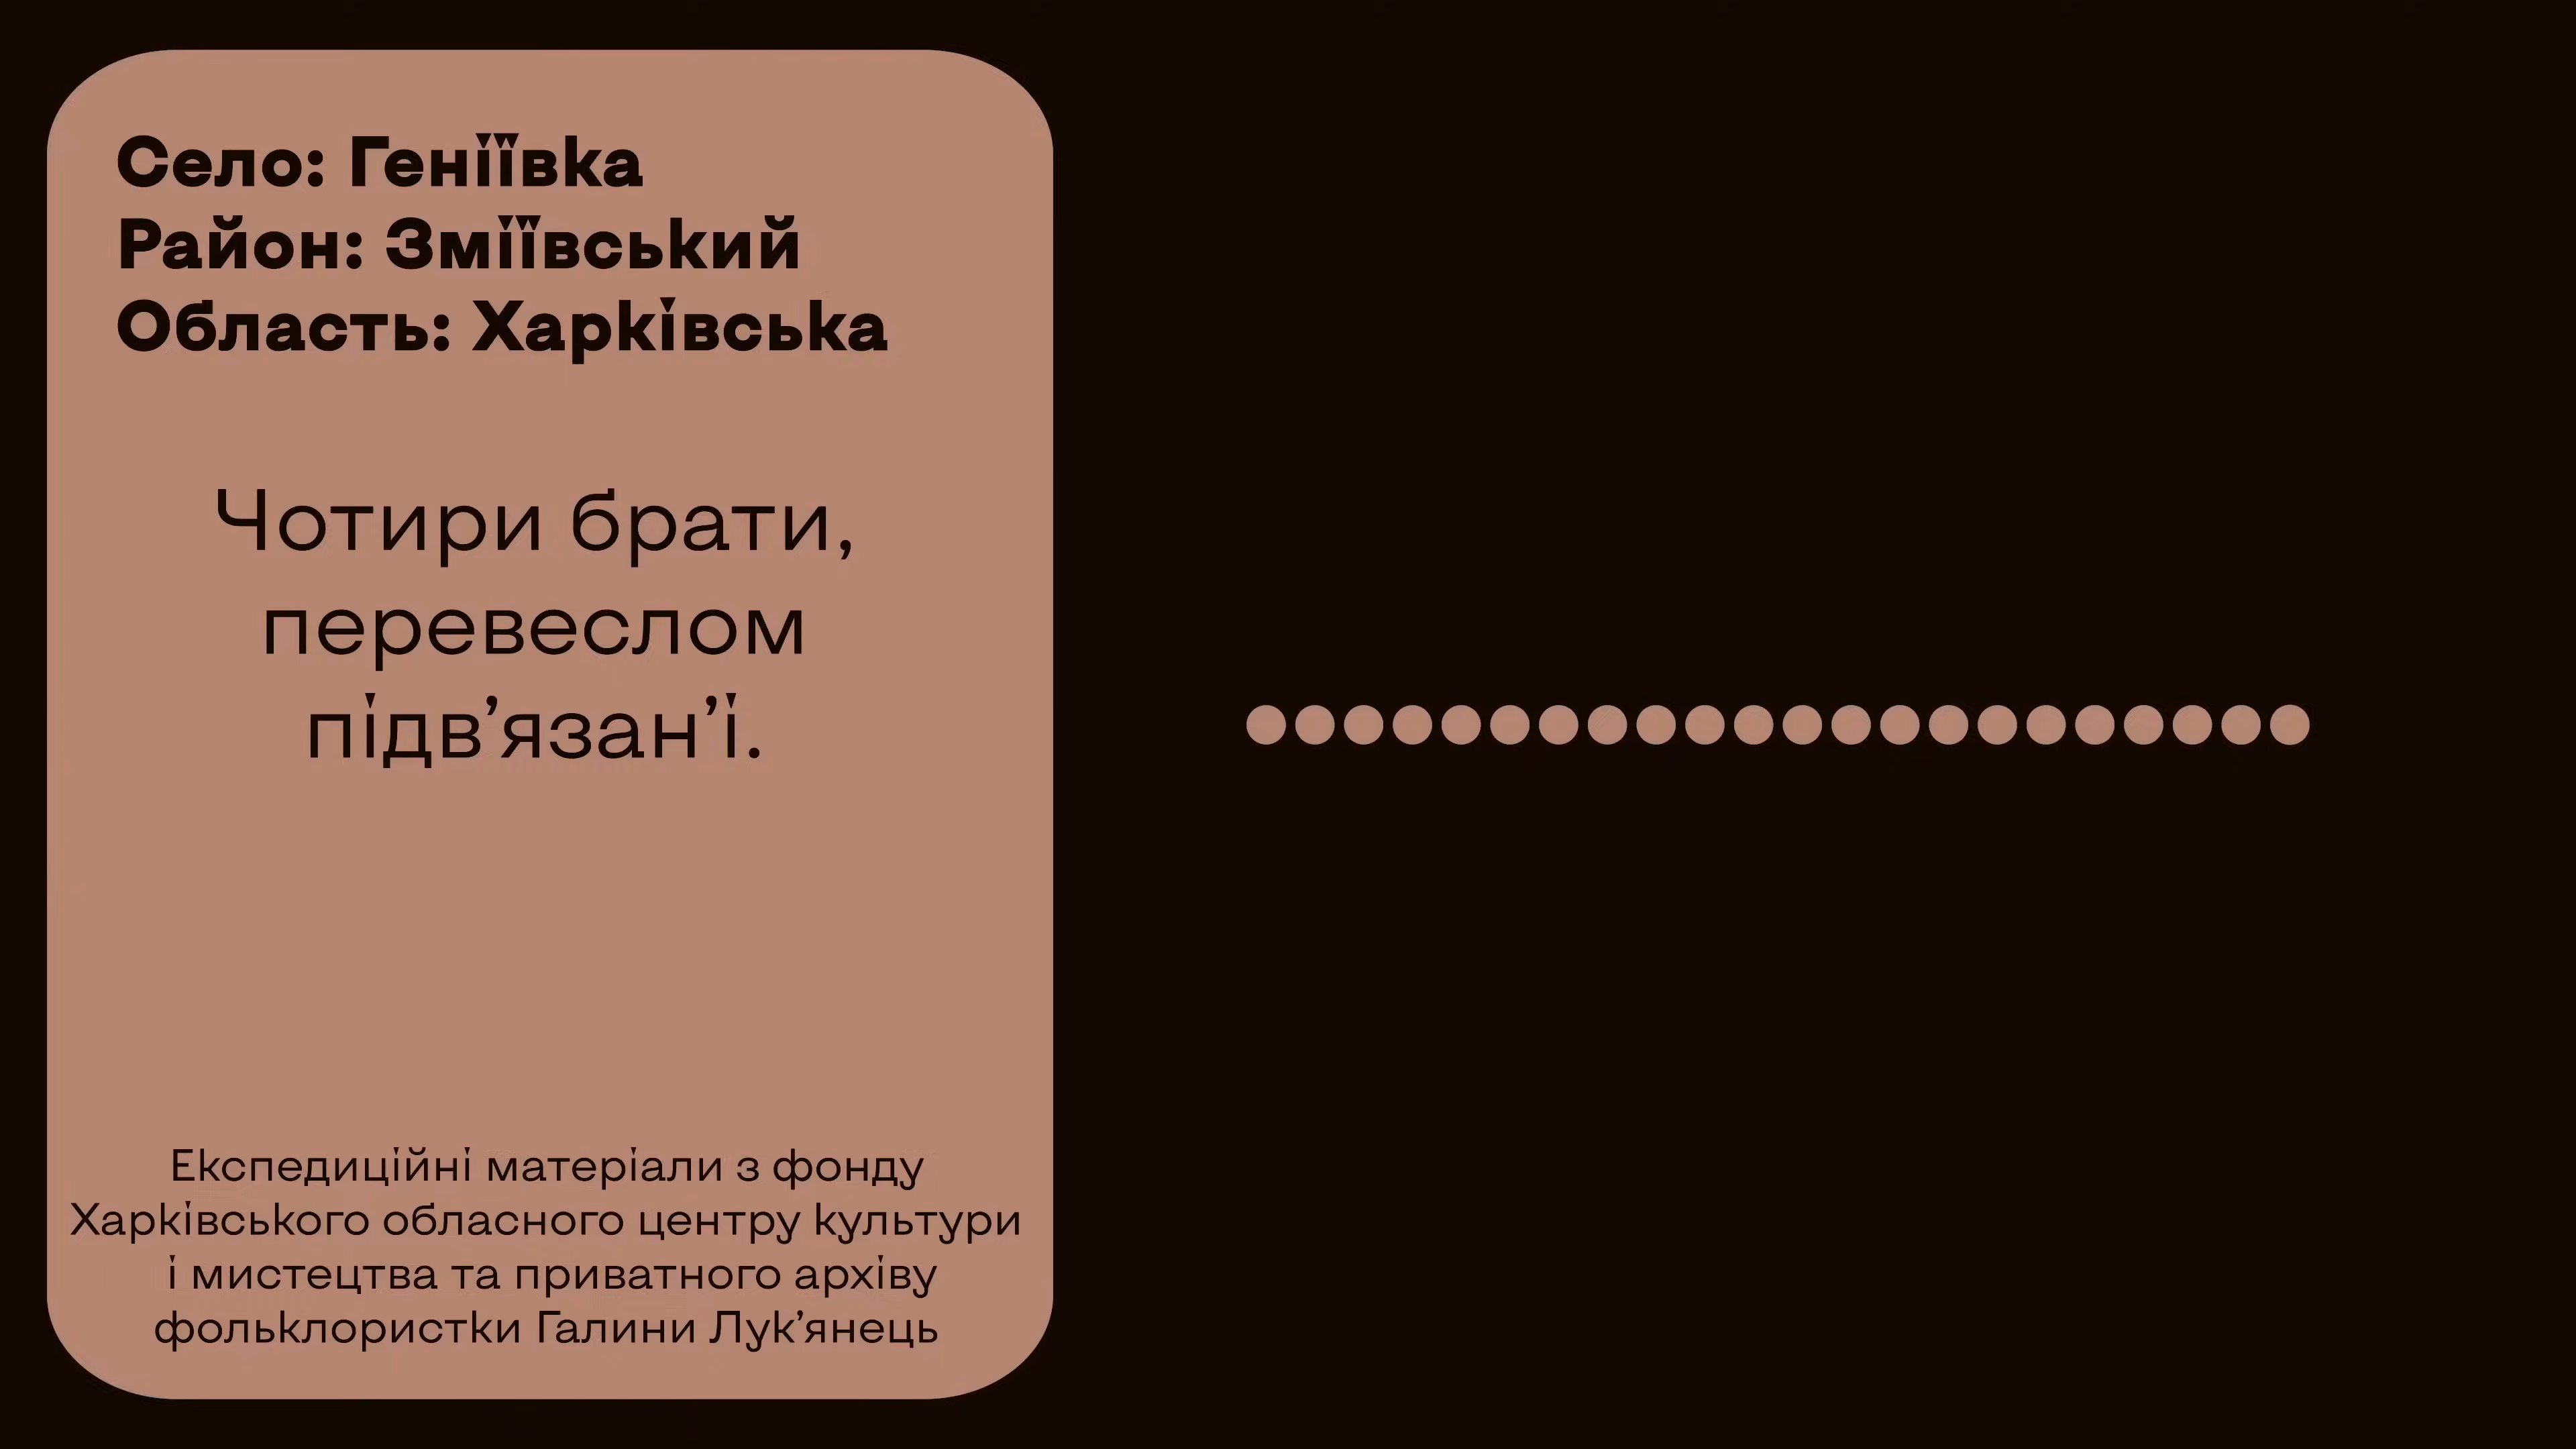 Село: Геніївка
Район: Зміївський
Область: Харківська
Чотири брати,
перевеслом
підв’язан’і.
Експедиційні матеріали з фонду
Харківського обласного центру культури
і мистецтва та приватного архіву
фольклористки Галини Лук’янець